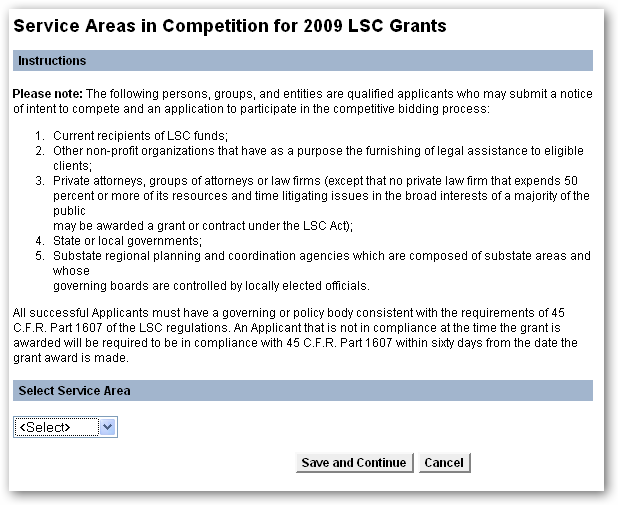 Service Areas in Competition for 2009 LSC Grants
Instructions
Please note: The following persons, groups, and entities are qualified applicants who may submit a notice
of intent to compete and an application to participate in the competitive bidding process:
1. Current recipients of LSC funds;
2. Other non-profit organizations that have as a purpose the furnishing of legal assistance to eligible
clients;
3. Private attorneys, groups of attorneys or law firms (except that no private law firm that expends 50
percent or more of its resources and time litigating issues in the broad interests of a majority of the
public
may be awarded a grant or contract under the LSC Act);
4. State or local governments;
5. Substate regional planning and coordination agencies which are composed of substate areas and
whose
governing boards are controlled by locally elected officials.
All successful Applicants must have a governing or policy body consistent with the requirements of 45
C.F.R. Part 1607 of the LSC regulations. An Applicant that is not in compliance at the time the grant is
awarded will be required to be in compliance with 45 C.F.R. Part 1607 within sixty days from the date the
grant award is made.
Select Service Area
<Select>
Save and Continue Cancel